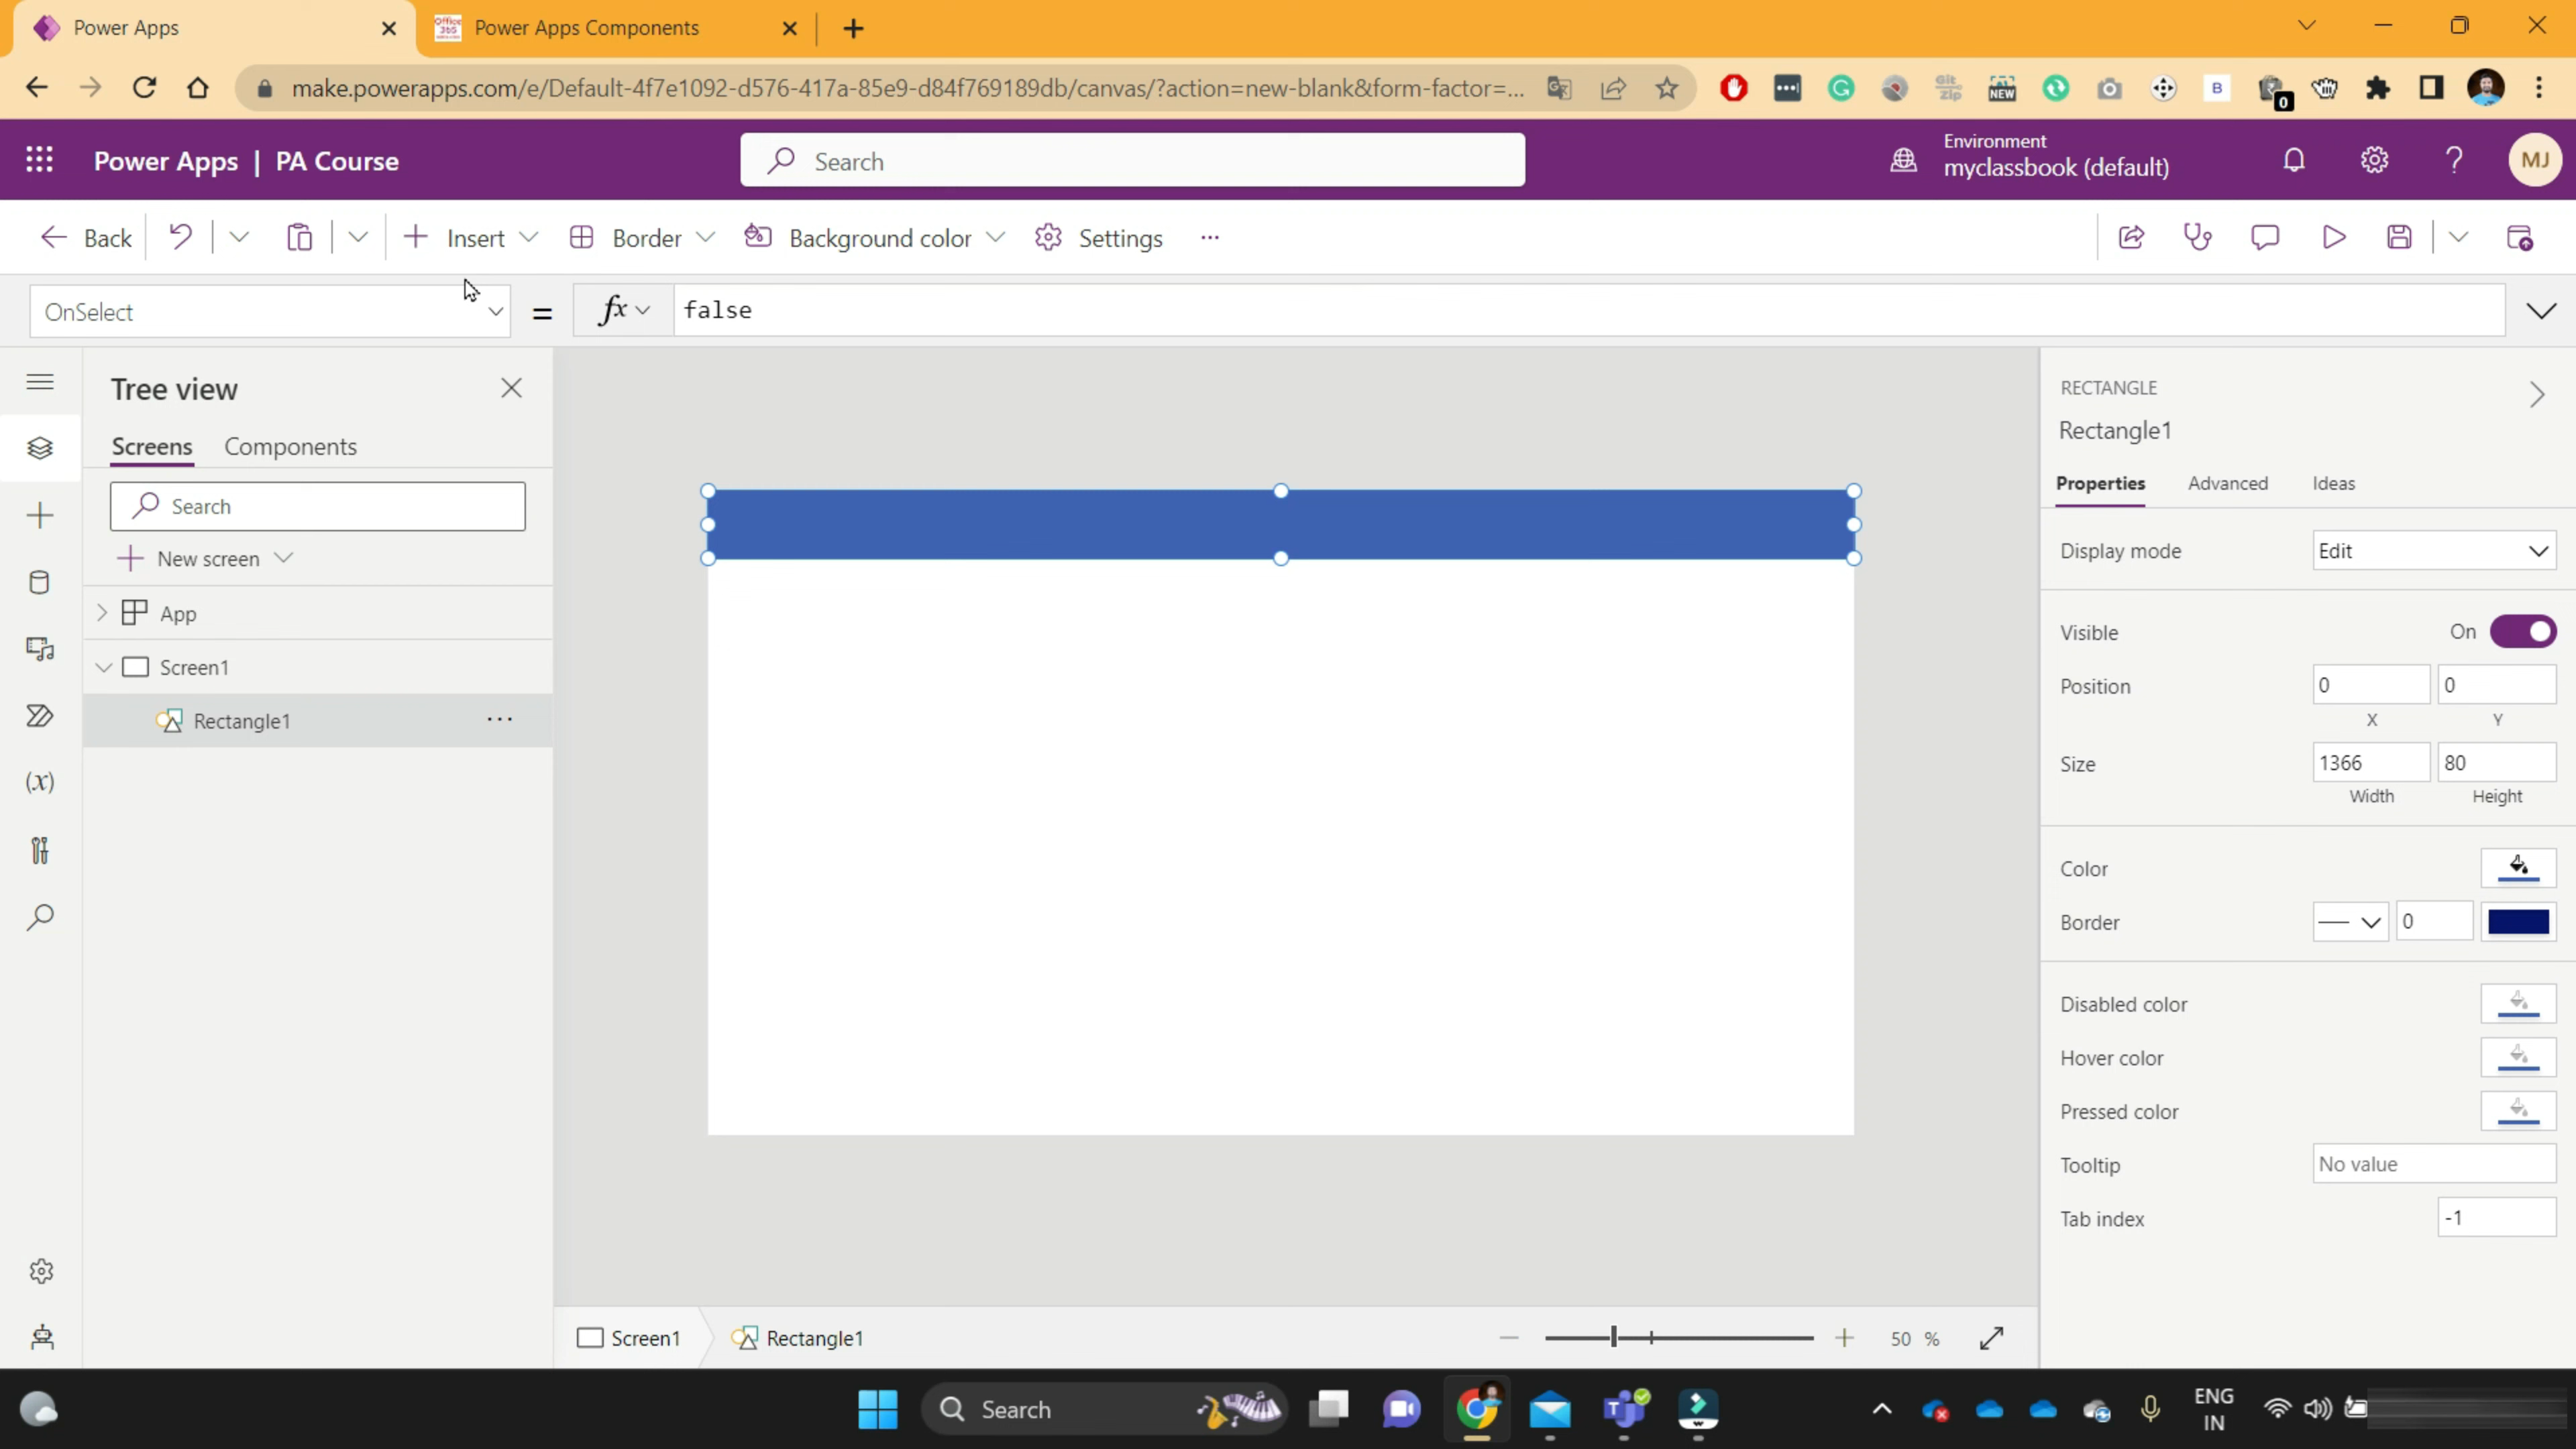 Power Apps
Power Apps Components
make.powerapps.com/e/Default-4f7e1092-d576-417a-85e9-d84f769189db/canvas/?action=new-blank&form-factor=...
Git
zip
NEW
B
0
Power Apps | PA Course
Search
Environment
myclassbook (default)
MJ
Back
Insert
Border
Background color
Settings
OnSelect
=
fx
false
Tree view
Screens
Components
Search
New screen
App
Screen1
Rectangle1
(x)
RECTANGLE
Rectangle1
Properties
Advanced
Ideas
Display mode
Edit
Visible
On
Position
0
0
X
Y
Size
1366
80
Width
Height
Color
Border
0
Disabled color
Hover color
Pressed color
Tooltip
No value
Tab index
-1
Screen1
Rectangle1
50 %
Search
ENG
IN